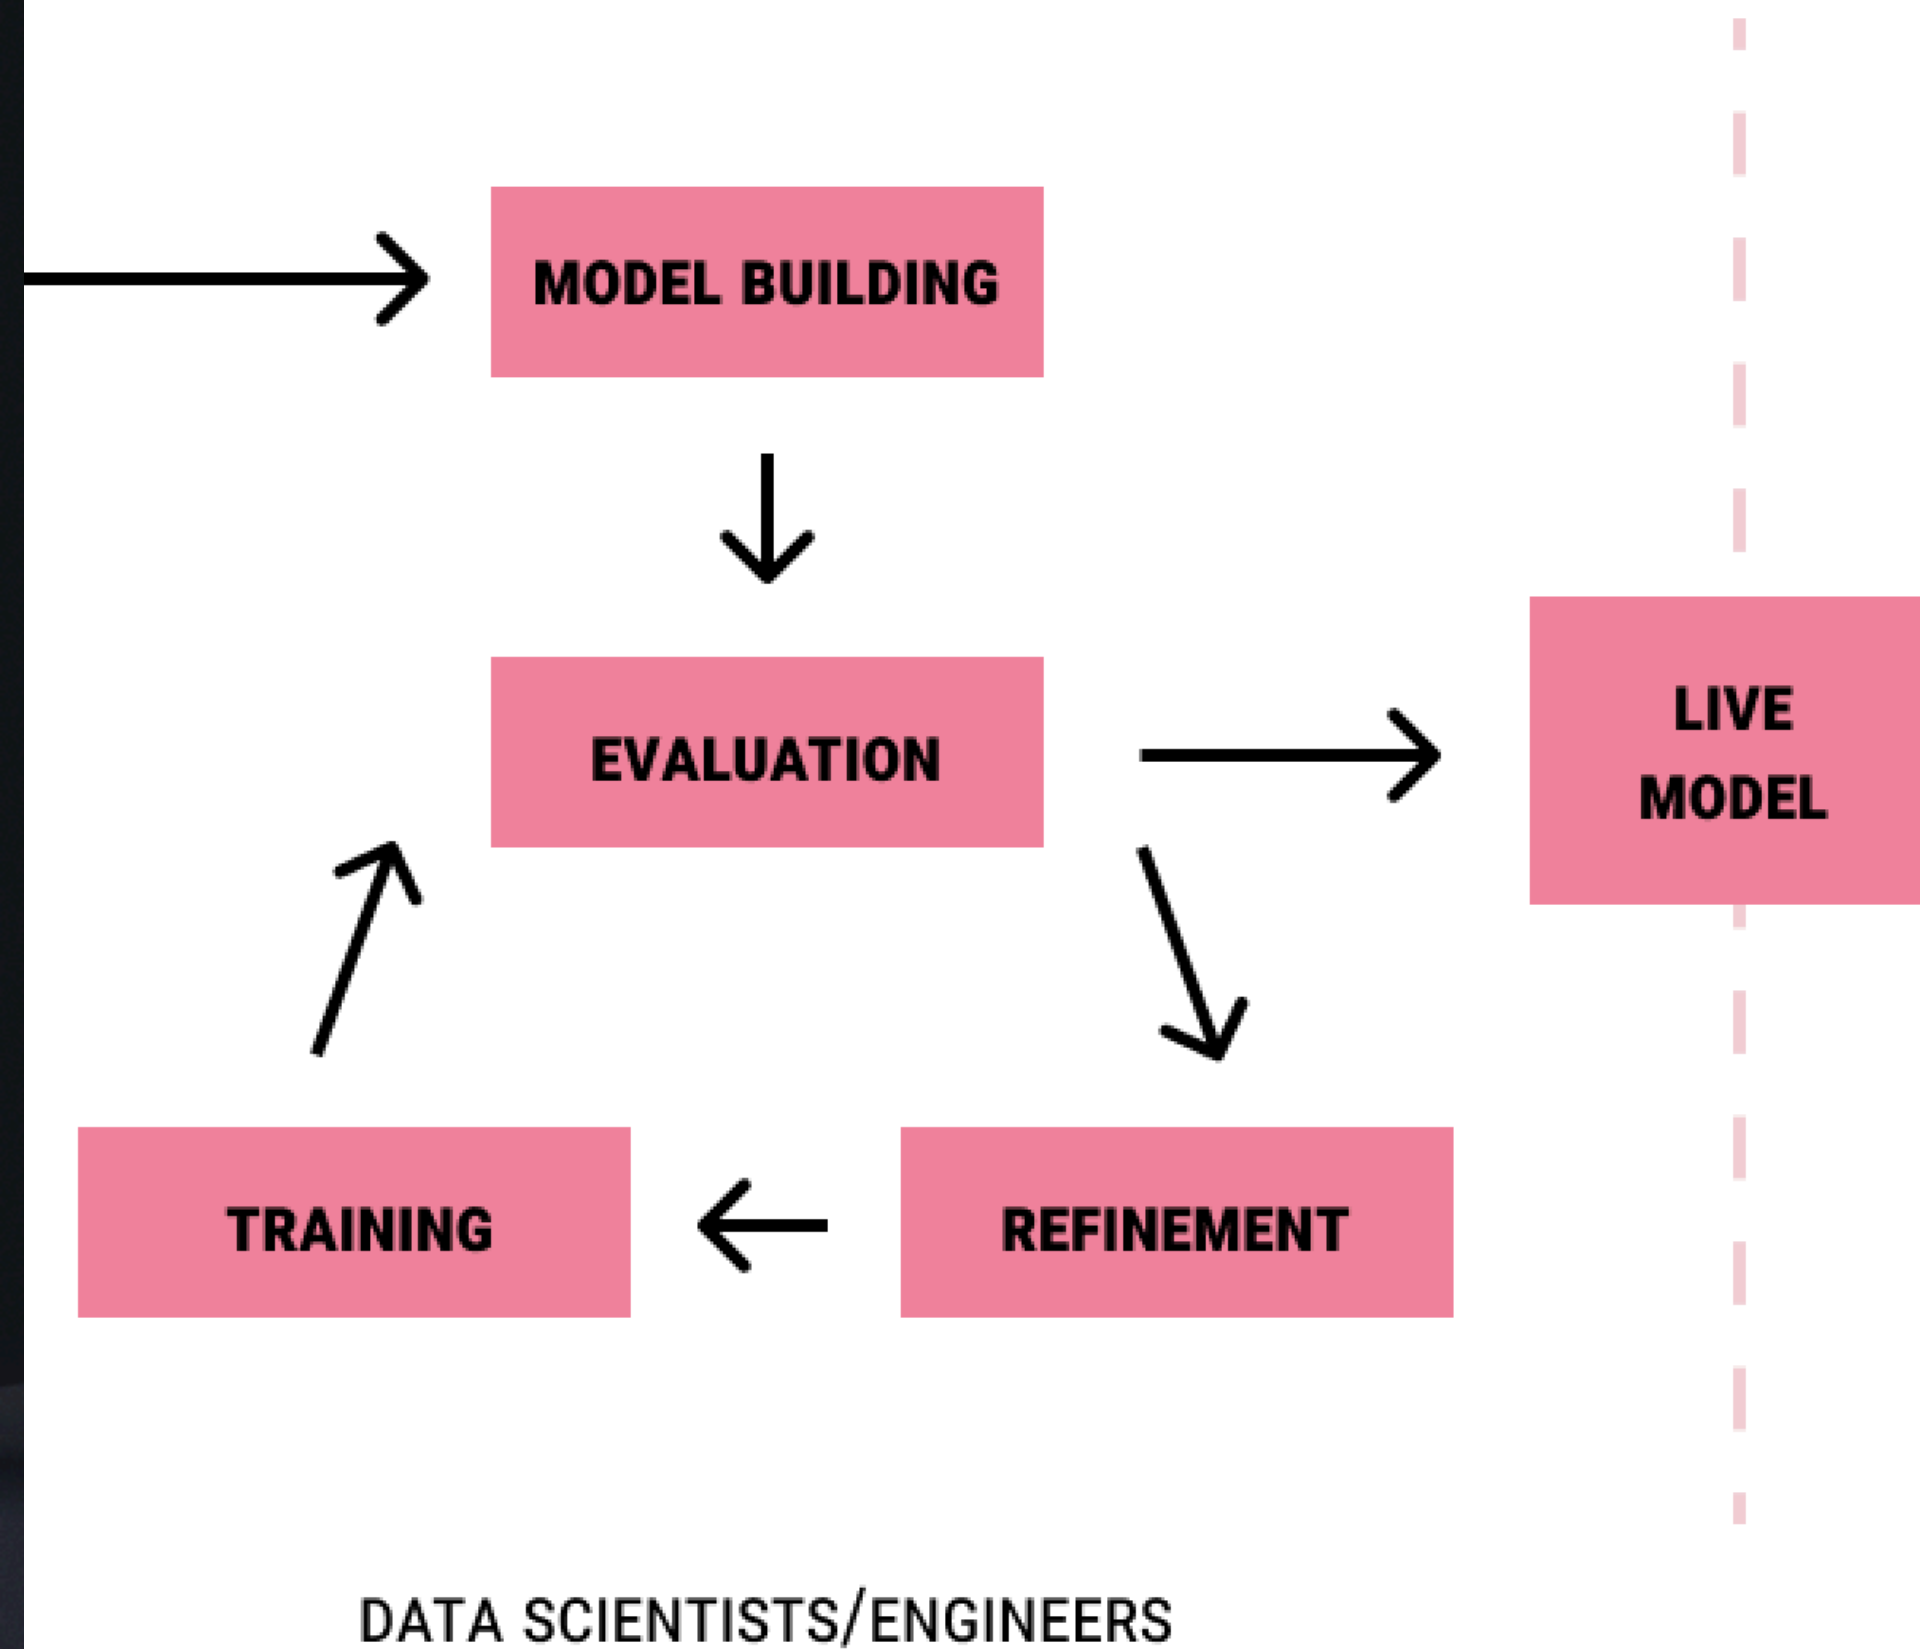 MODEL BUILDING
EVALUATION
LIVE
MODEL
TRAINING
REFINEMENT
DATA SCIENTISTS/ENGINEERS